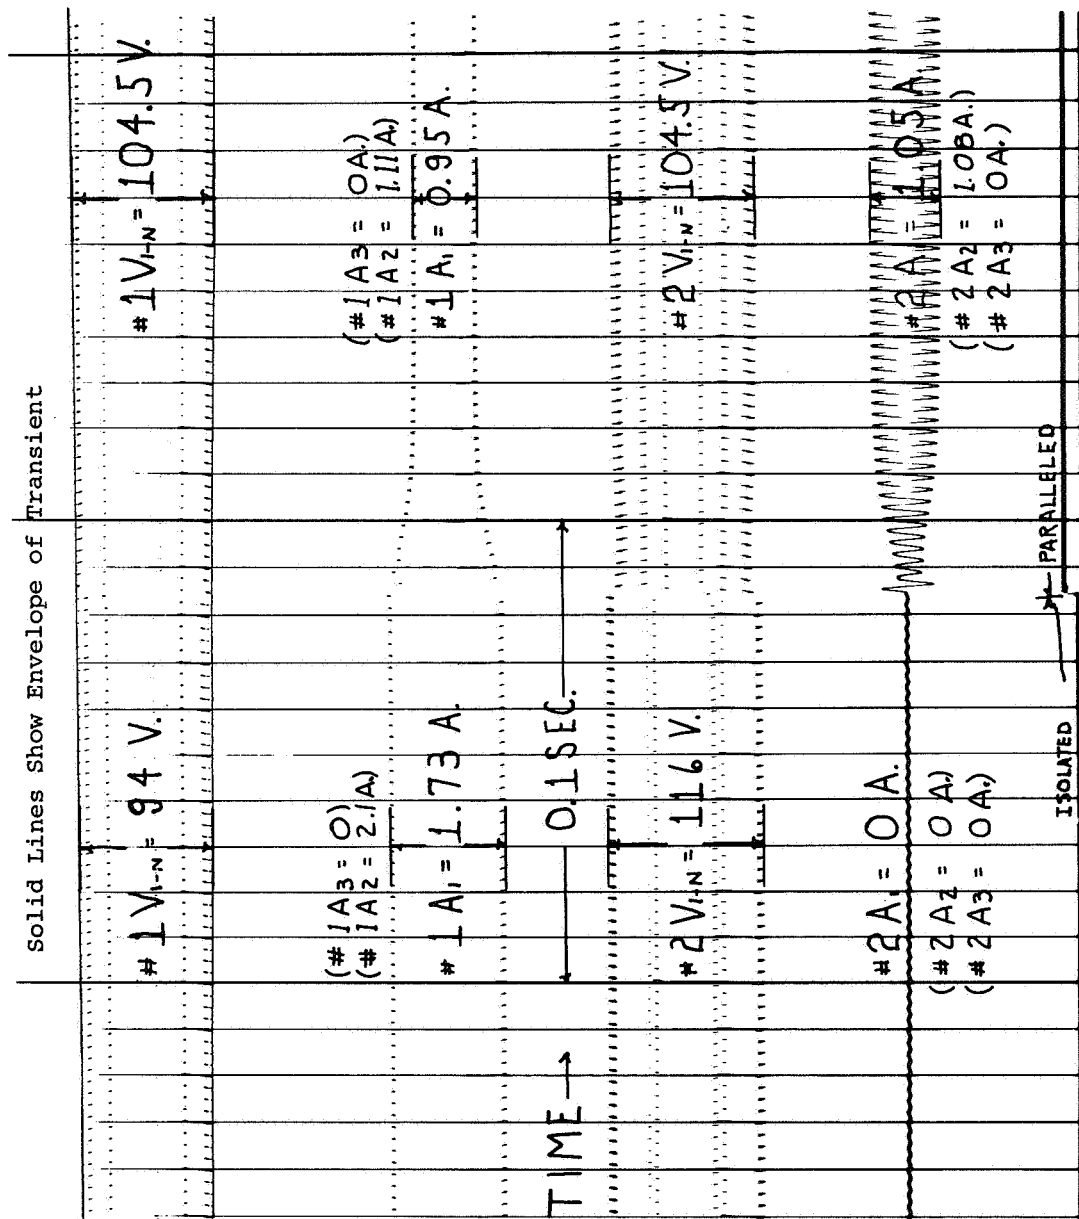 Solid Lines Show Envelope of Transient
#1 V1-N = 94 V.
#1 V1-N = 104.5 V.
(#1 A3 = 0)
(#1 A2 = 2.1 A.)
#1 A1 = 1.73 A.
(#1 A3 = 0 A.)
(#1 A2 = 1.11 A.)
#1 A1 = 0.95 A.
TIME →
0.1 SEC.
#2 V1-N = 116 V.
#2 V1-N = 104.5 V.
#2 A1 = 0 A.
(#2 A2 = 0 A.)
(#2 A3 = 0 A.)
#2 A = 1.05 A
(#2 A2 = 1.08 A.)
(#2 A3 = 0 A.)
ISOLATED
PARALLELED